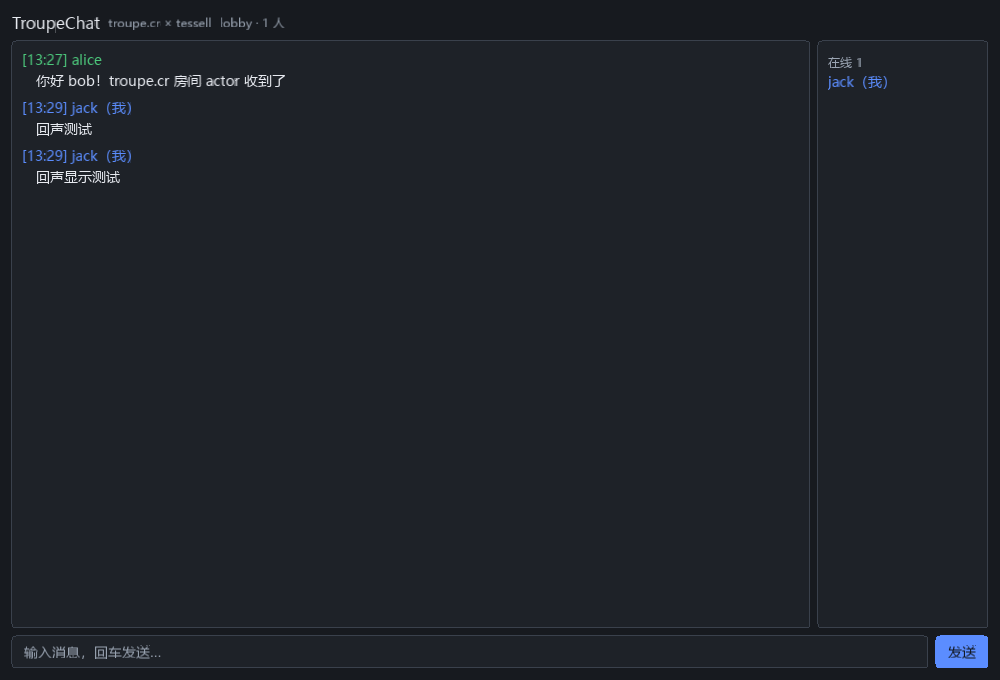 TroupeChat troupe.cr × tessell lobby · 1 人
[13:27] alice
你好 bob！troupe.cr 房间 actor 收到了
[13:29] jack（我）
回声测试
[13:29] jack（我）
回声显示测试
在线 1
jack（我）
输入消息，回车发送...
发送